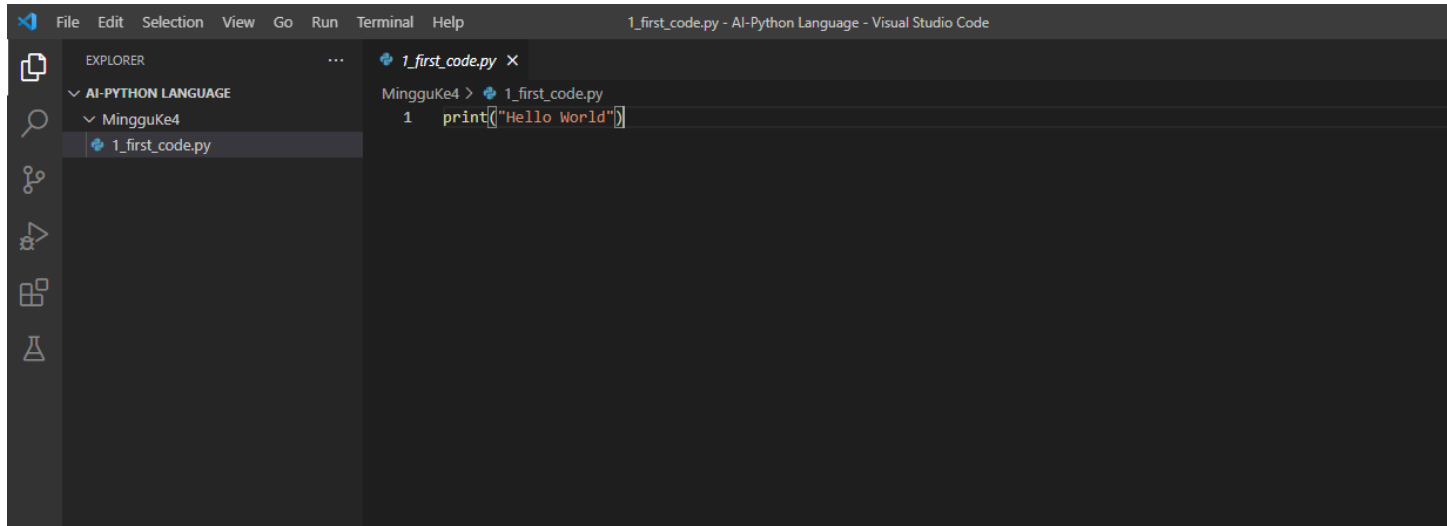 File Edit Selection View Go Run Terminal Help
1_first_code.py - AI-Python Language - Visual Studio Code
EXPLORER ...
AI-PYTHON LANGUAGE
MingguKe4
1_first_code.py
1_first_code.py
MingguKe4 > 1_first_code.py
1 print("Hello World")